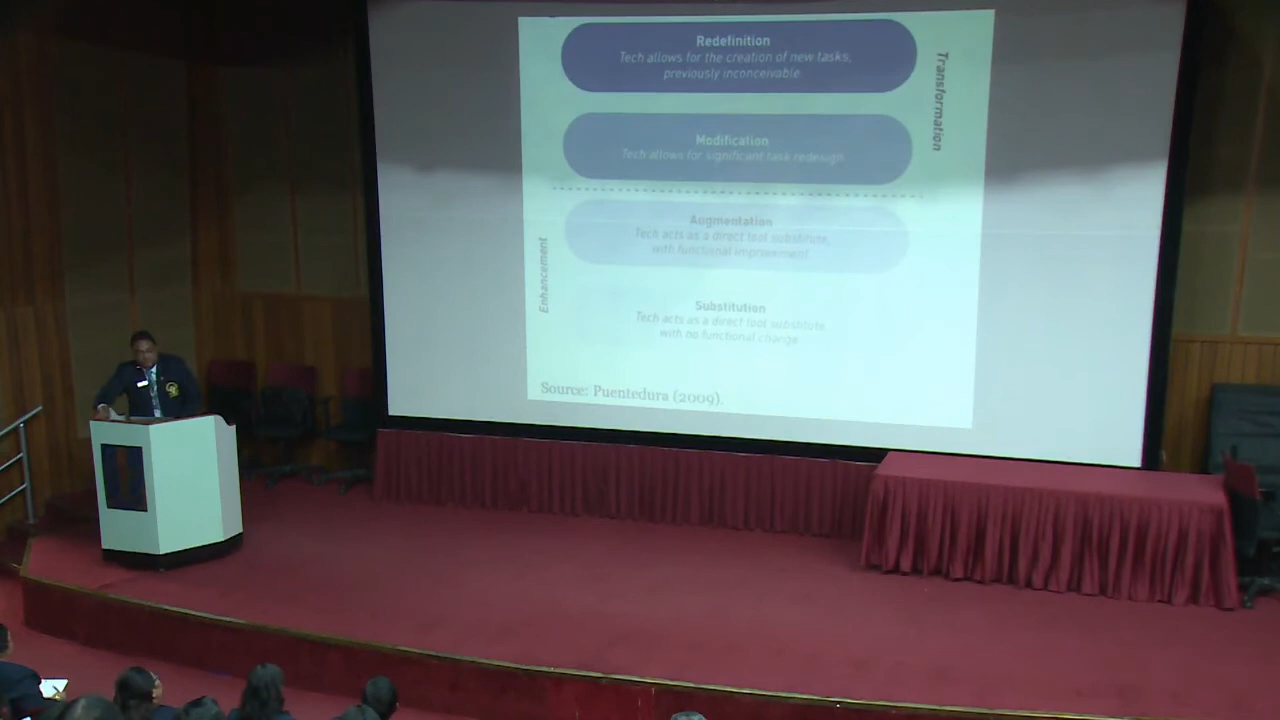 Redefinition
Tech allows for the creation of new tasks,
previously inconceivable
Transformation
Modification
Tech allows for significant task redesign
Augmentation
Tech acts as a direct tool substitute,
with functional improvement
Enhancement
Substitution
Tech acts as a direct tool substitute
with no functional change
Source: Puentedura (2009).